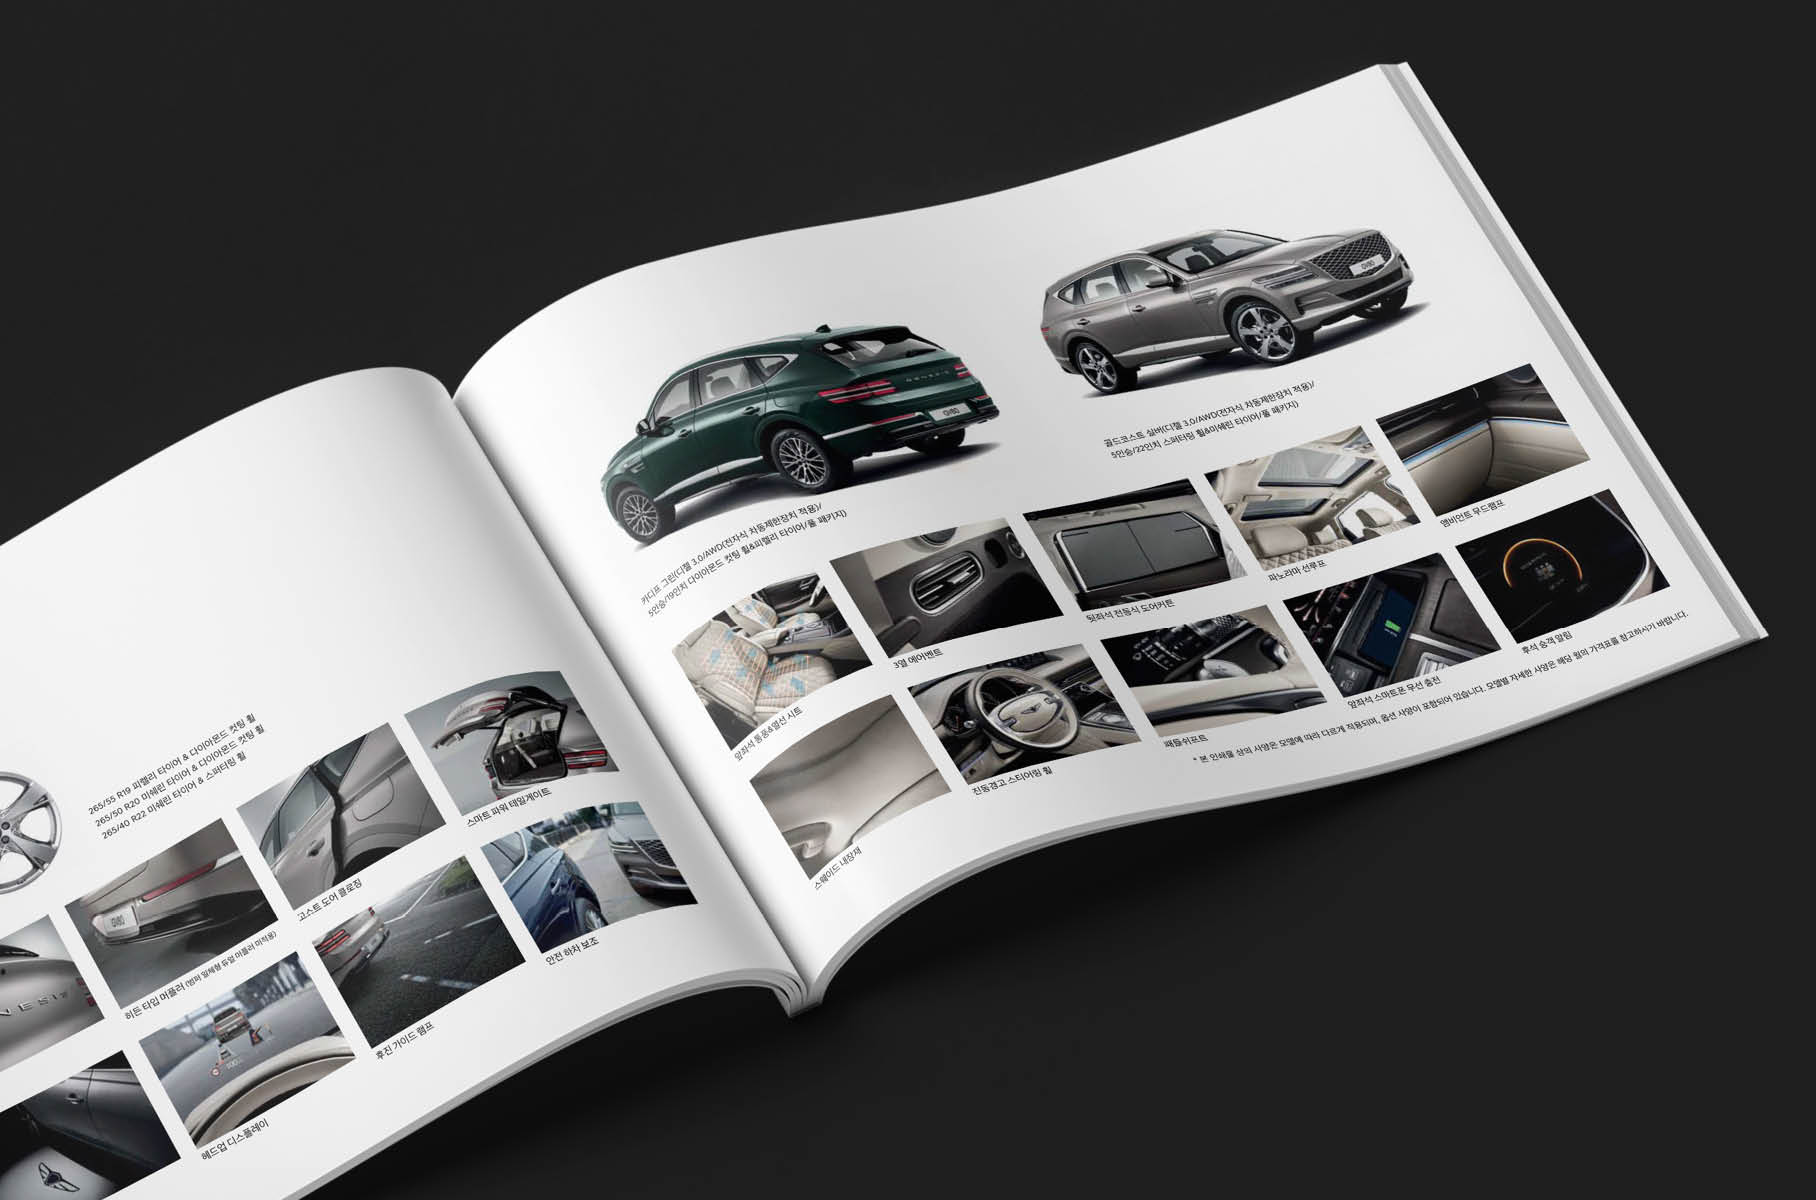 265/55 R19 피렐리 타이어 & 다이아몬드 컷팅 휠
265/50 R20 미쉐린 타이어 & 다이아몬드 컷팅 휠
265/40 R22 미쉐린 타이어 & 스퍼터링 휠
스마트 파워 테일게이트
고스트 도어 클로징
GV80
히든 타입 머플러 (범퍼 일체형 듀얼 머플러 미적용)
안전 하차 보조
후진 가이드 램프
헤드업 디스플레이
GENESIS
GV80
GV80
카디프 그린(디젤 3.0/AWD(전자식 차동제한장치 적용)/
5인승/19인치 다이아몬드 컷팅 휠&피렐리 타이어/풀 패키지)
골드코스트 실버(디젤 3.0/AWD(전자식 차동제한장치 적용)/
5인승/22인치 스퍼터링 휠&미쉐린 타이어/풀 패키지)
앞좌석 통풍&열선 시트
3열 에어벤트
뒷좌석 전동식 도어커튼
파노라마 선루프
앰비언트 무드램프
스웨이드 내장재
진동경고 스티어링 휠
패들쉬프트
앞좌석 스마트폰 무선 충전
후석 승객 알림
* 본 인쇄물 상의 사양은 모델에 따라 다르게 적용되며, 옵션 사양이 포함되어 있습니다. 모델별 자세한 사양은 해당 월의 가격표를 참고하시기 바랍니다.